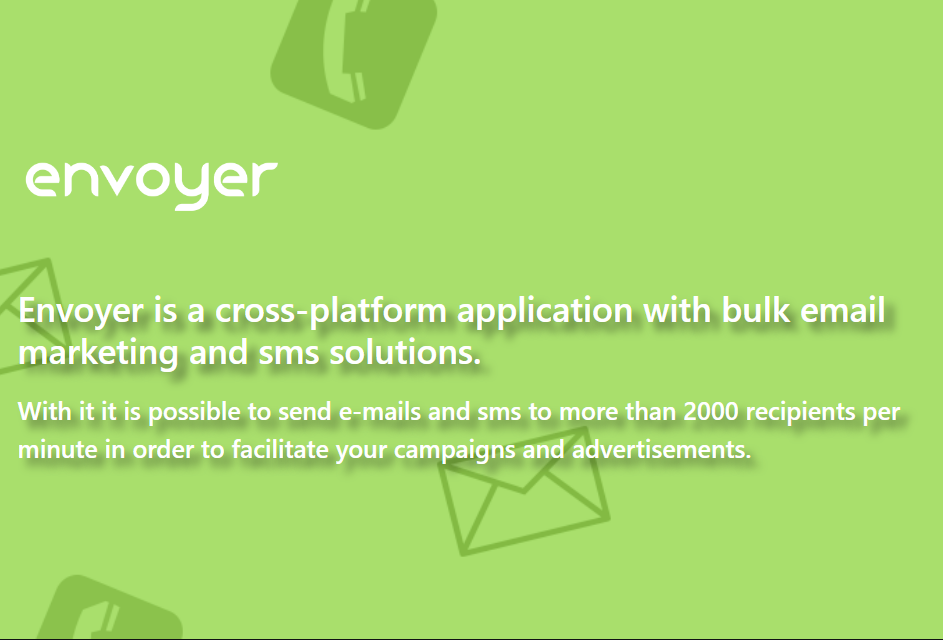 envoyer
Envoyer is a cross-platform application with bulk email
marketing and sms solutions.
With it it is possible to send e-mails and sms to more than 2000 recipients per
minute in order to facilitate your campaigns and advertisements.